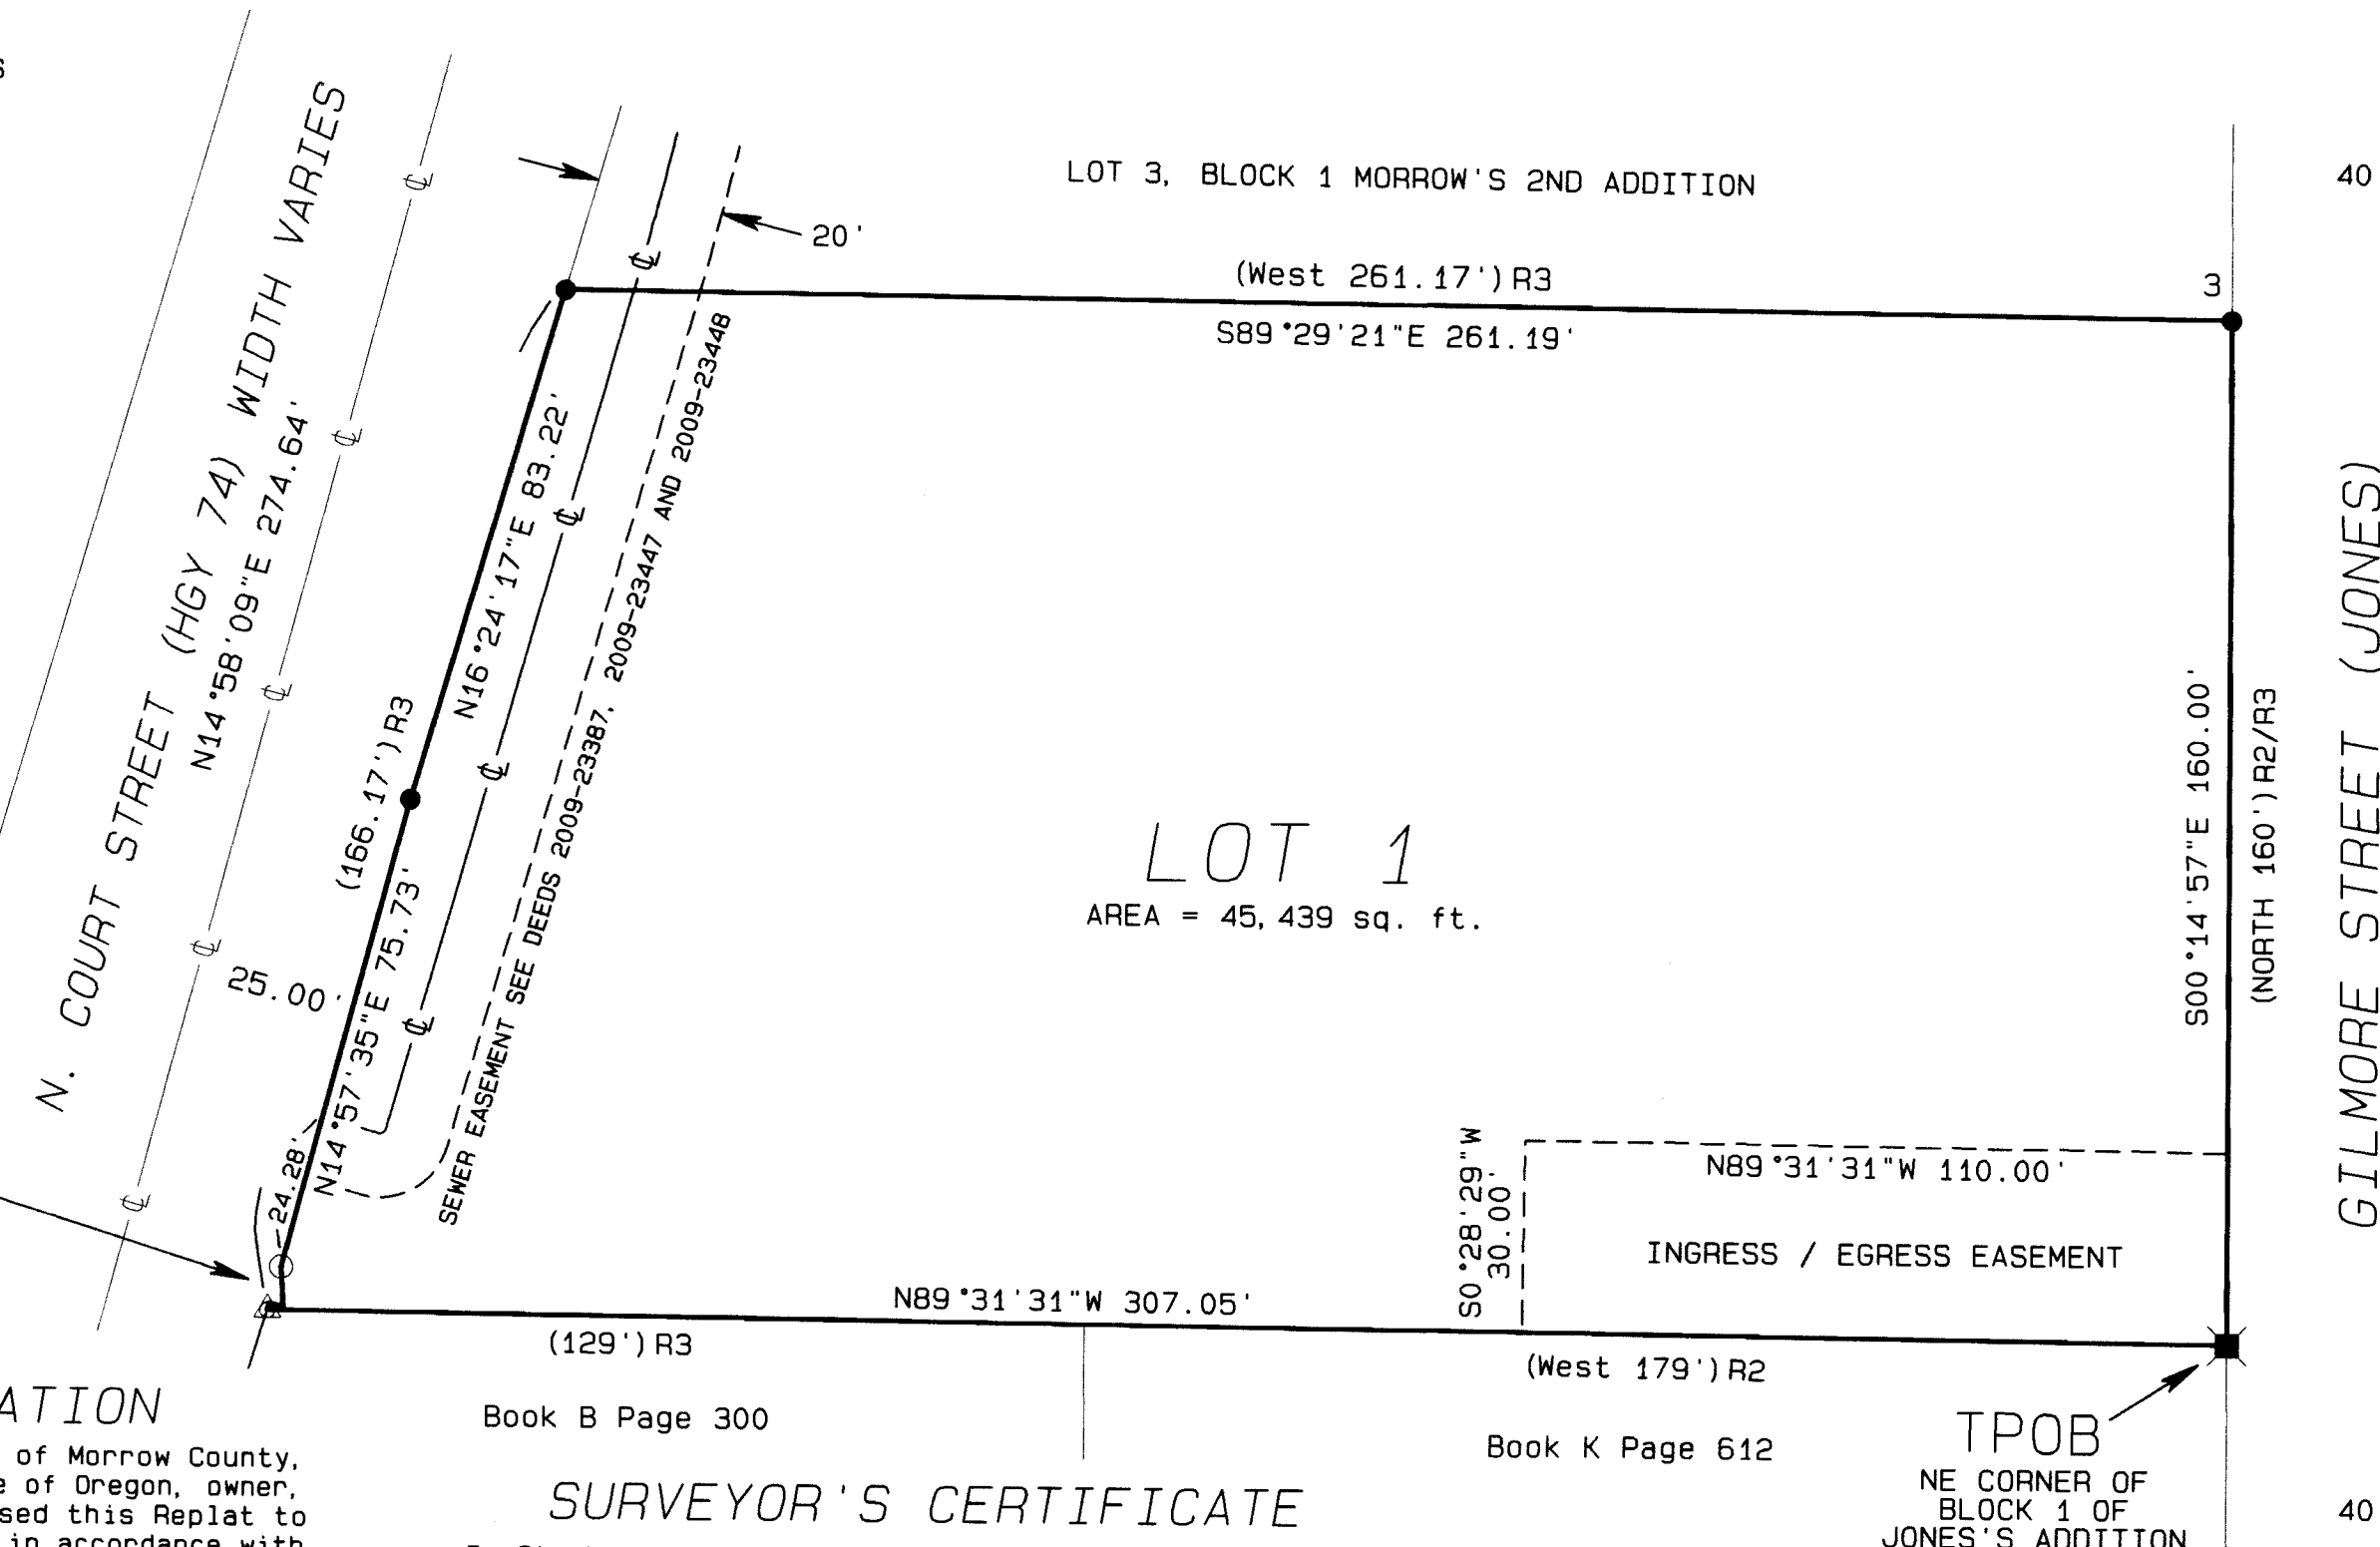 S
N. COURT STREET (HGY 74) WIDTH VARIES
N14°58'09"E 274.64'
LOT 3, BLOCK 1 MORROW'S 2ND ADDITION
20'
40
(West 261.17')R3
3
S89°29'21"E 261.19'
N16°24'17"E 83.22'
(166.17')R3
SEWER EASEMENT SEE DEEDS 2009-23387, 2009-23447 AND 2009-23448
N14°57'35"E 75.73'
25.00'
24.28'
LOT 1
AREA = 45,439 sq. ft.
S00°14'57"E 160.00'
(NORTH 160')R2/R3
GILMORE STREET (JONES)
S0°28'29"W
30.00'
N89°31'31"W 110.00'
INGRESS / EGRESS EASEMENT
N89°31'31"W 307.05'
(129')R3
(West 179')R2
Book B Page 300
Book K Page 612
TPOB
NE CORNER OF
BLOCK 1 OF
JONES'S ADDITION
40
ATION
of Morrow County,
e of Oregon, owner,
sed this Replat to
in accordance with
SURVEYOR'S CERTIFICATE